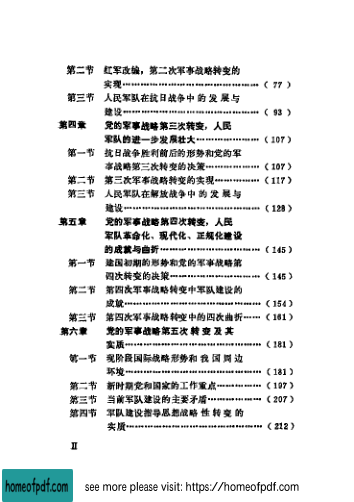 第二节 红军改编,第二次军事战略转变的
实现……………………………………( 77 )
第三节 人民军队在抗日战争中的发展与
建设……………………………………( 93 )
第四章 党的军事战略第三次转变,人民
军队的进一步发展壮大………………(107)
第一节 抗日战争胜利前后的形势和党的军
事战略第三次转变的决策……………(107)
第二节 第三次军事战略转变的实现…………(117)
第三节 人民军队在解放战争中的发展与
建设……………………………………(128)
第五章 党的军事战略第四次转变,人民
军队革命化、现代化、正规化建设
的成就与曲折…………………………(145)
第一节 建国初期的形势和党的军事战略第
四次转变的决策………………………(145)
第二节 第四次军事战略转变中军队建设的
成就……………………………………(154)
第三节 第四次军事战略转变中的四次曲折……(161)
第六章 党的军事战略第五次转变及其
实质……………………………………(181)
第一节 现阶段国际战略形势和我国周边
环境……………………………………(181)
第二节 新时期党和国家的工作重点…………(197)
第三节 当前军队建设的主要矛盾……………(207)
第四节 军队建设指导思想战略性转变的
实质……………………………………(212)
II
homeofpdf.com
see more please visit: https://homeofpdf.com